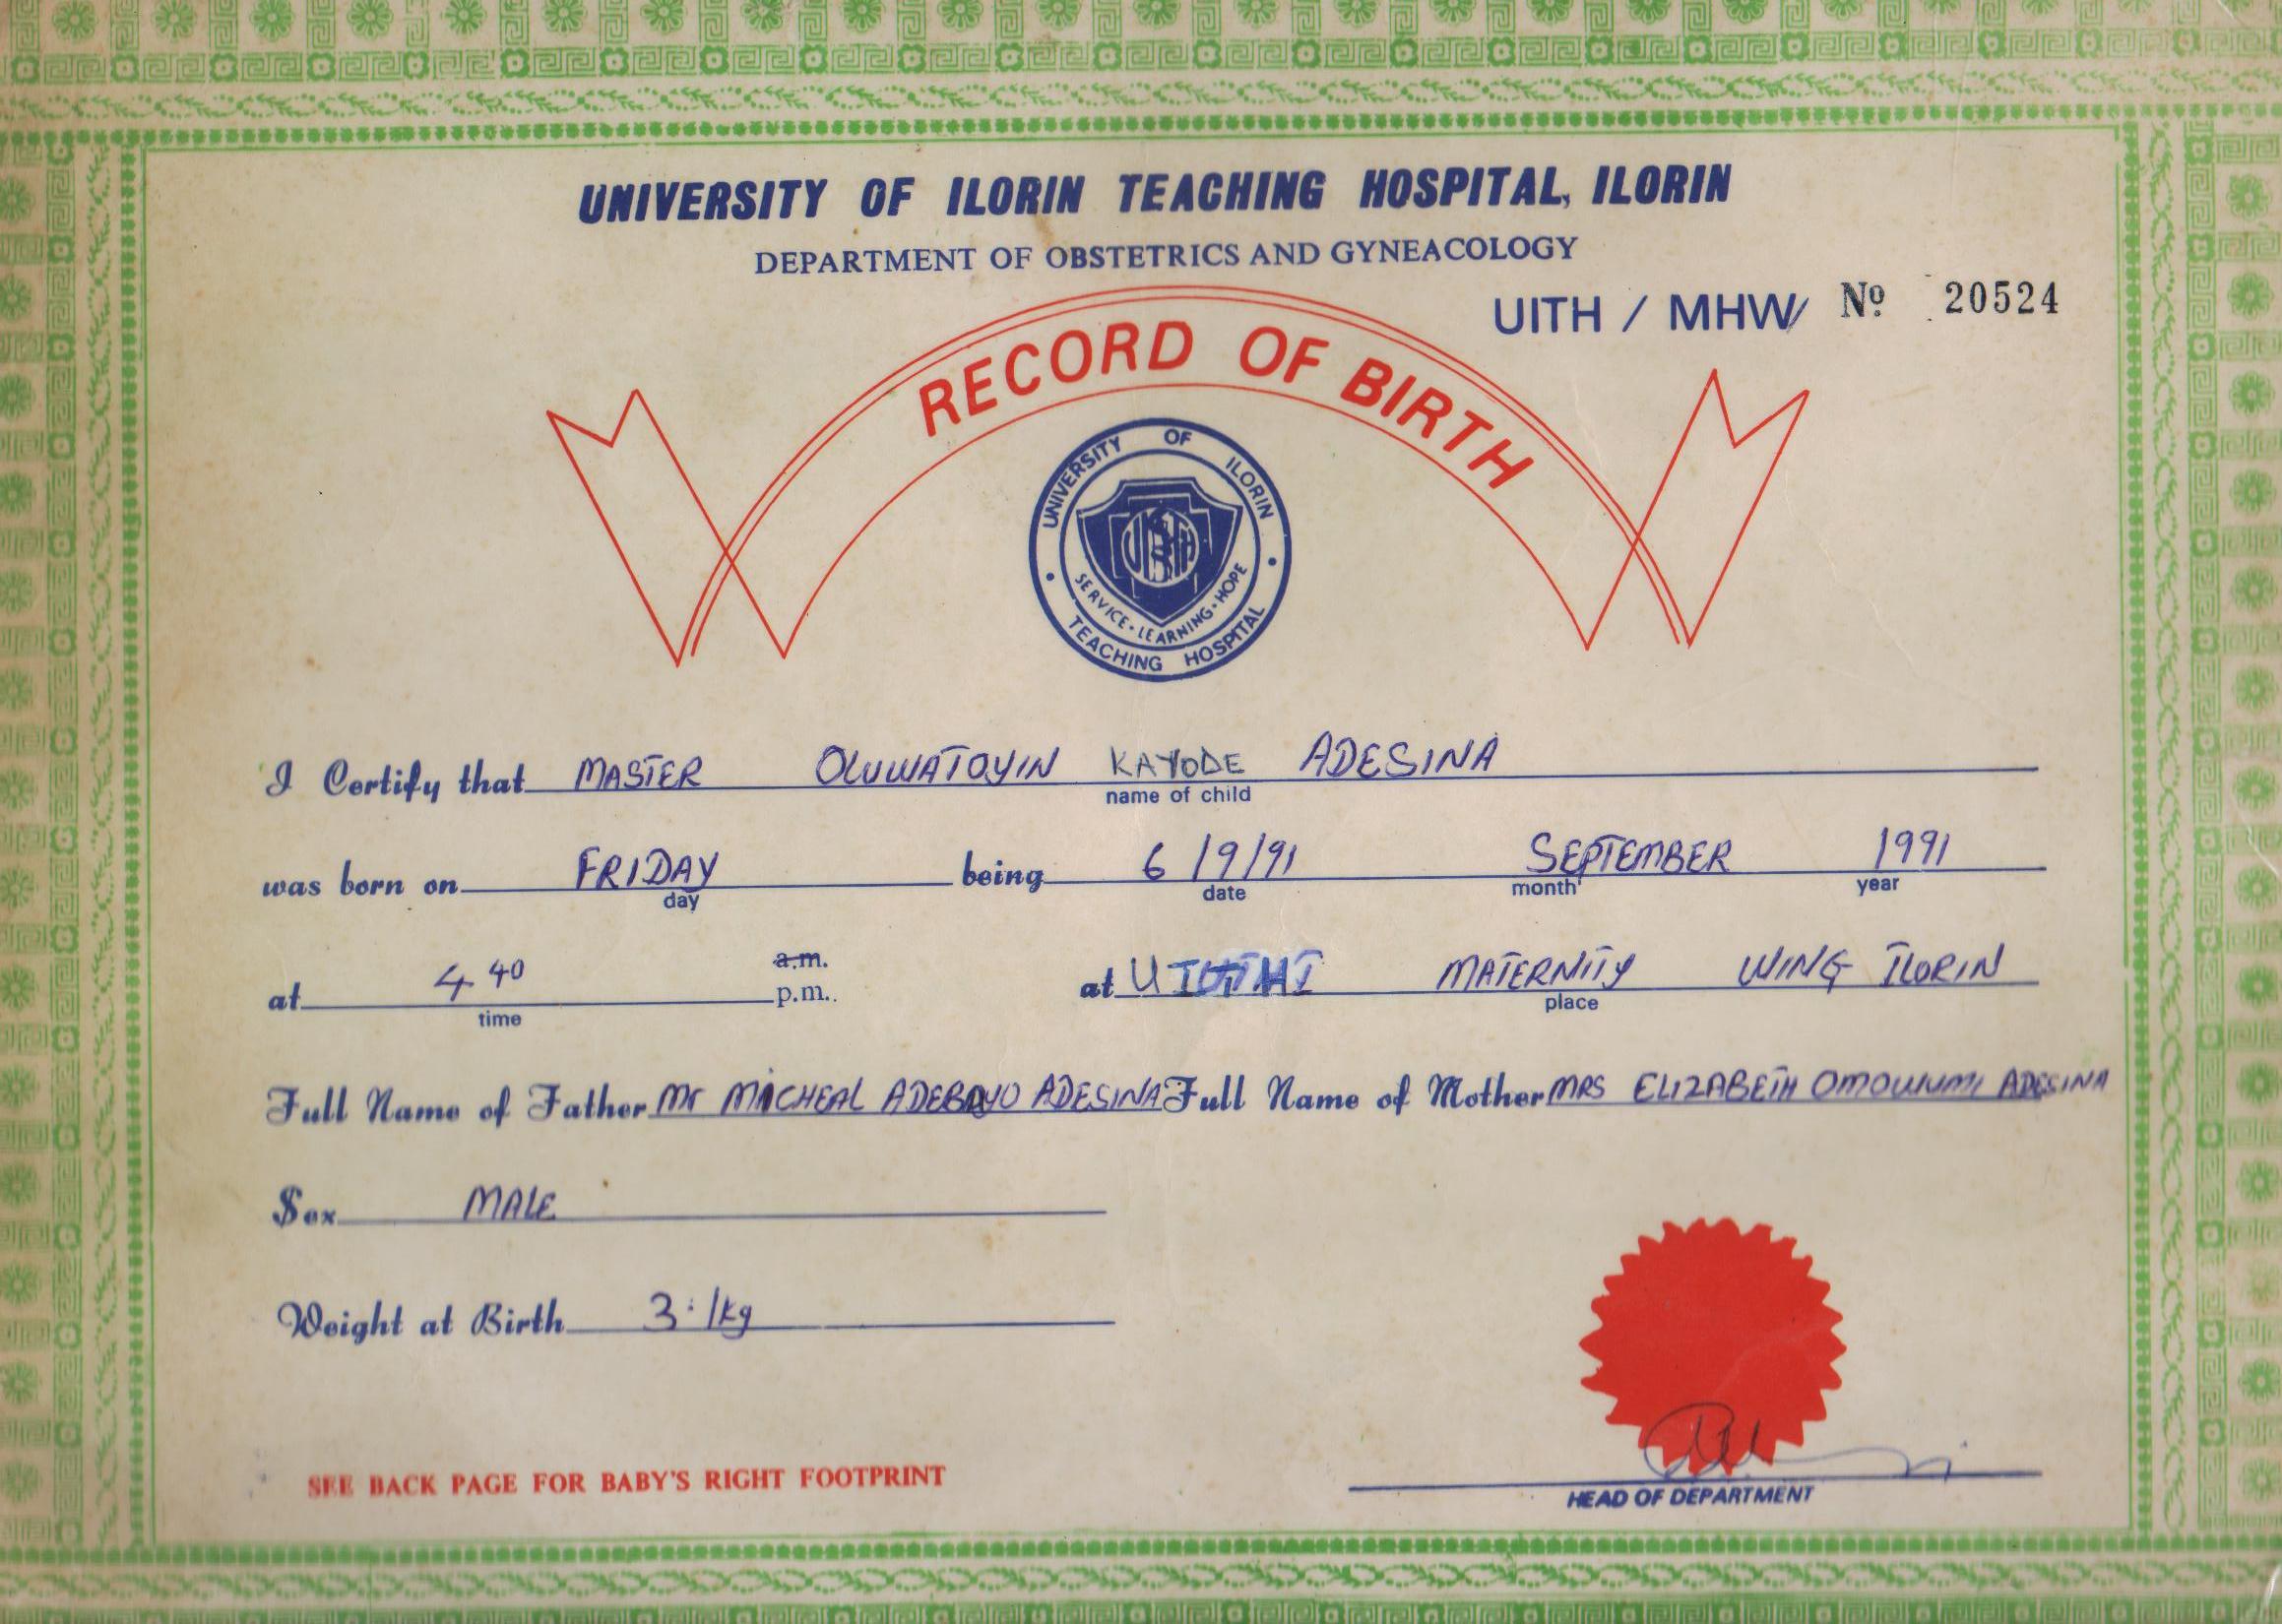 UNIVERSITY OF ILORIN TEACHING HOSPITAL, ILORIN
DEPARTMENT OF OBSTETRICS AND GYNEACOLOGY
UITH / MHW/ Nº 20524
RECORD OF BIRTH
UNIVERSITY OF ILORIN
SERVICE · LEARNING · HOPE
TEACHING HOSPITAL
I Certify that MASTER OLUWATOYIN KAYODE ADESINA
name of child
was born on FRIDAY being 6/9/91 SEPTEMBER 1991
day date month year
at 4 40 a.m.
p.m. at MATERNITY WING ILORIN
time place
Full Name of Father Mr MICHEAL ADEBAYO ADESINA Full Name of Mother MRS ELIZABETH OMOWUMI ADESINA
Sex MALE
Weight at Birth 3.1kg
SEE BACK PAGE FOR BABY'S RIGHT FOOTPRINT
HEAD OF DEPARTMENT